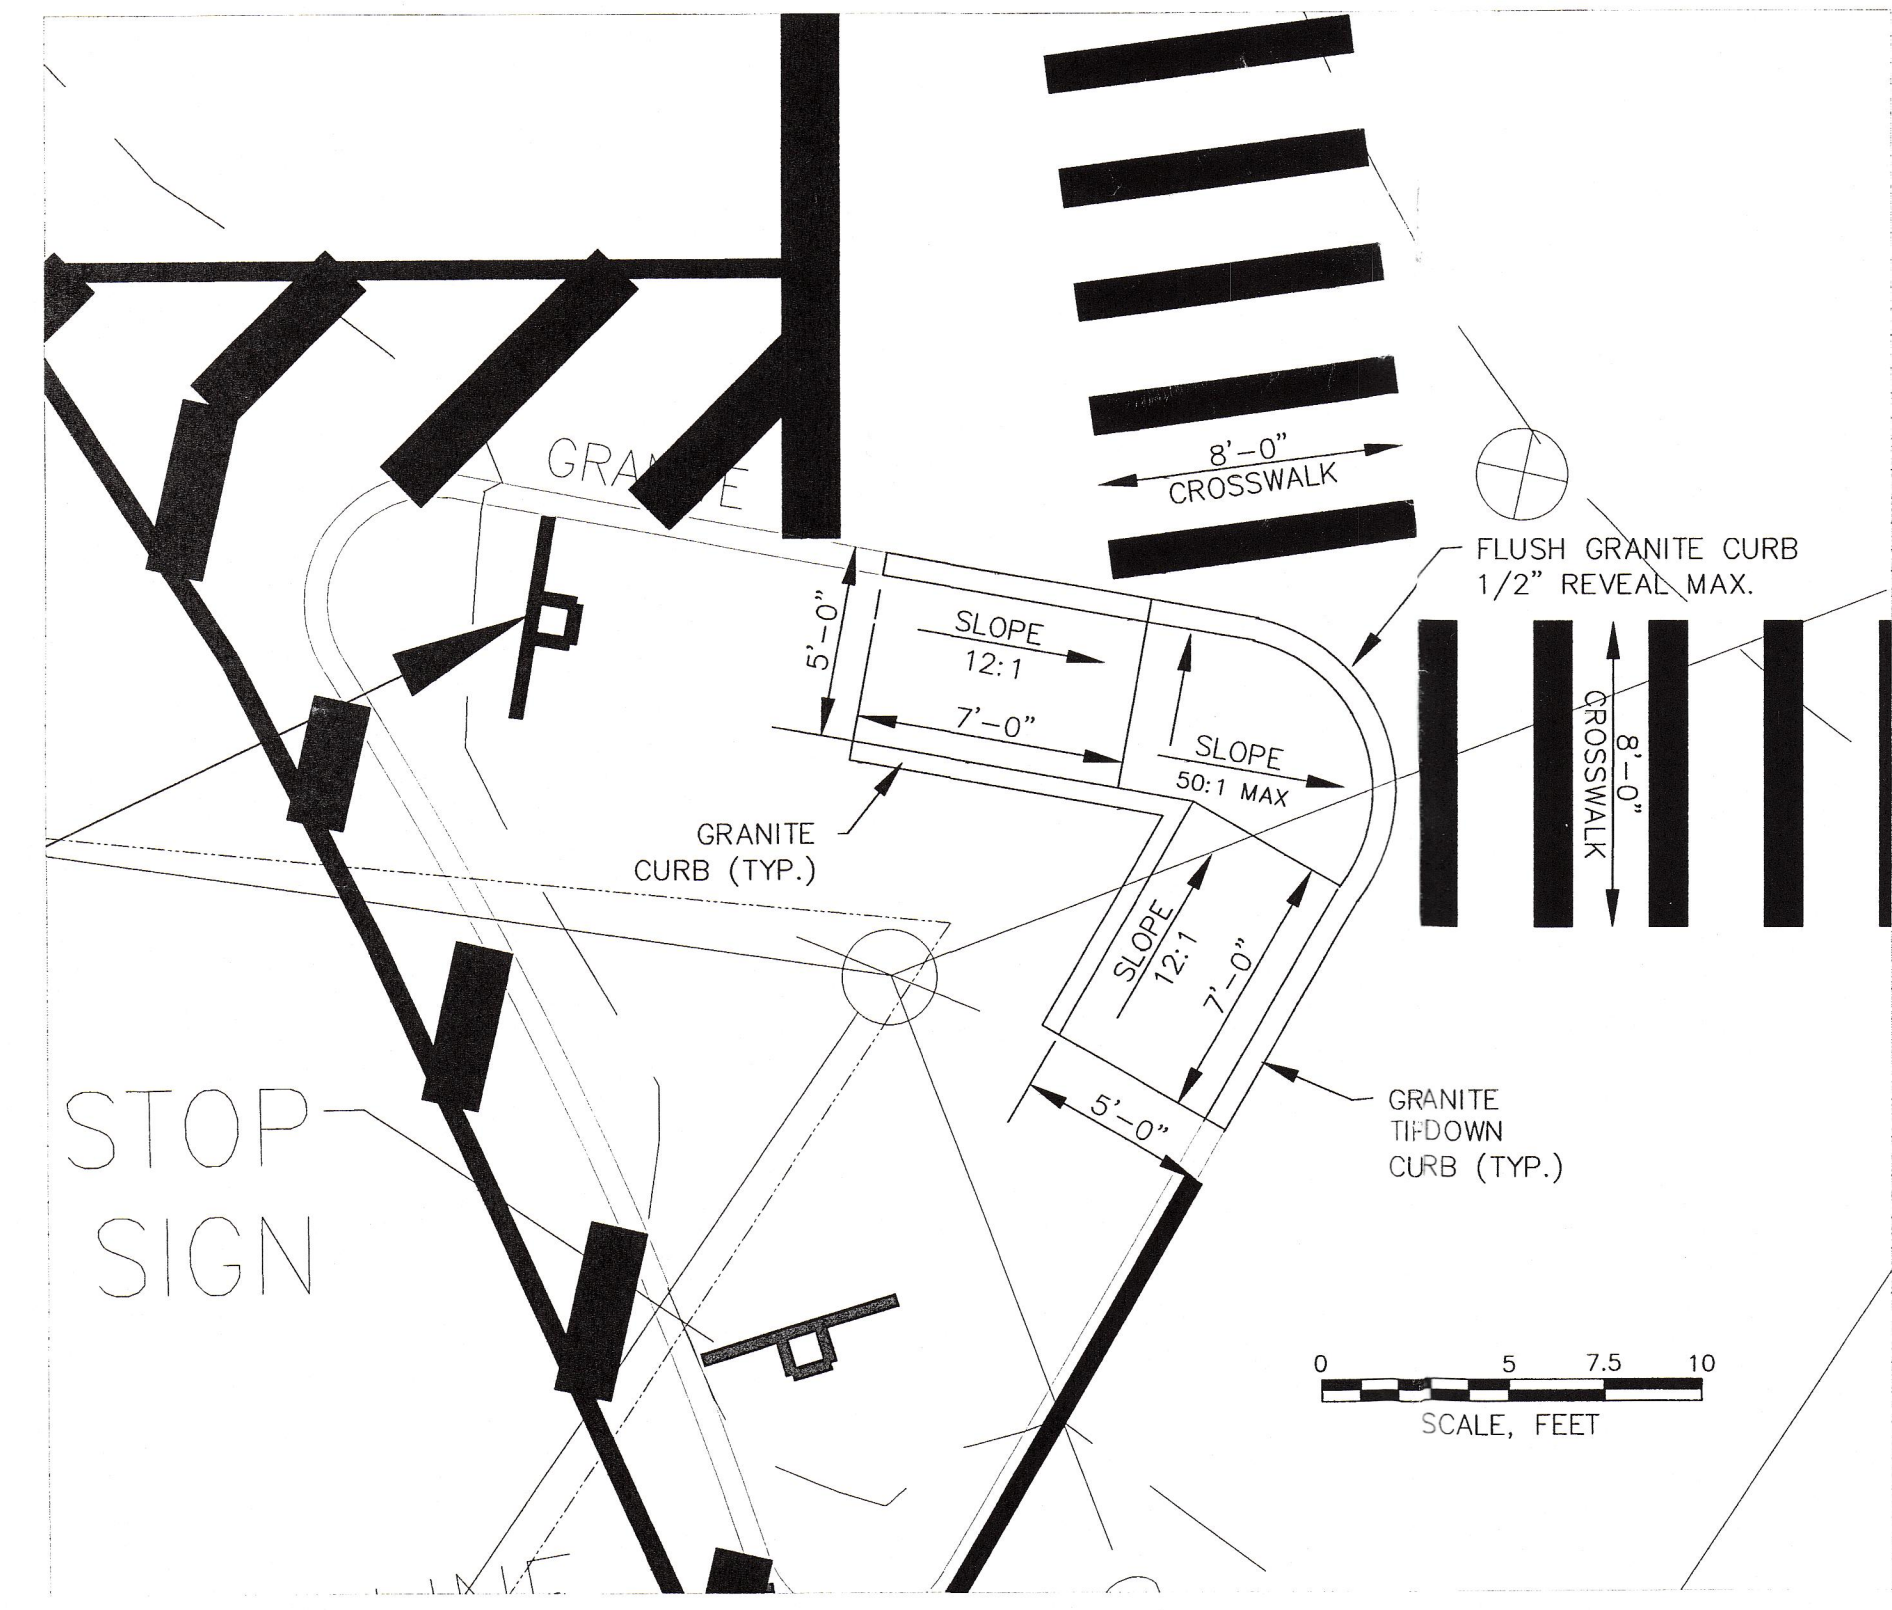 8'-0"
CROSSWALK
FLUSH GRANITE CURB
1/2" REVEAL MAX.
5'-0"
SLOPE
12:1
7'-0"
SLOPE
50:1 MAX
8'-0"
CROSSWALK
GRANITE
CURB (TYP.)
SLOPE
12:1
7'-0"
5'-0"
GRANITE
TIPDOWN
CURB (TYP.)
STOP
SIGN
0 5 7.5 10
SCALE, FEET